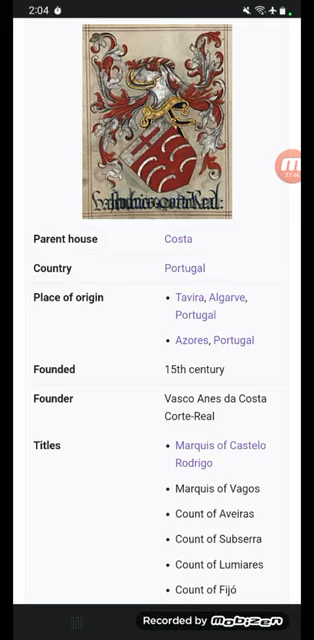 2:04
Parent house Costa
Country Portugal
Place of origin • Tavira, Algarve,
Portugal
• Azores, Portugal
Founded 15th century
Founder Vasco Anes da Costa
Corte-Real
Titles • Marquis of Castelo
Rodrigo
• Marquis of Vagos
• Count of Aveiras
• Count of Subserra
• Count of Lumiares
• Count of Fijó
Recorded by mobizen